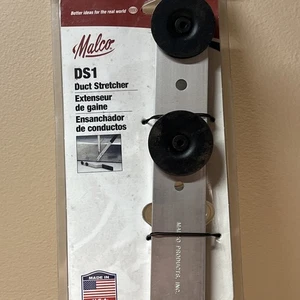 Better ideas for the real world
Malco
DS1
Duct Stretcher
Extenseur
de gaine
Ensanchador
de conductos
MALCO PRODUCTS, INC.
MADE IN